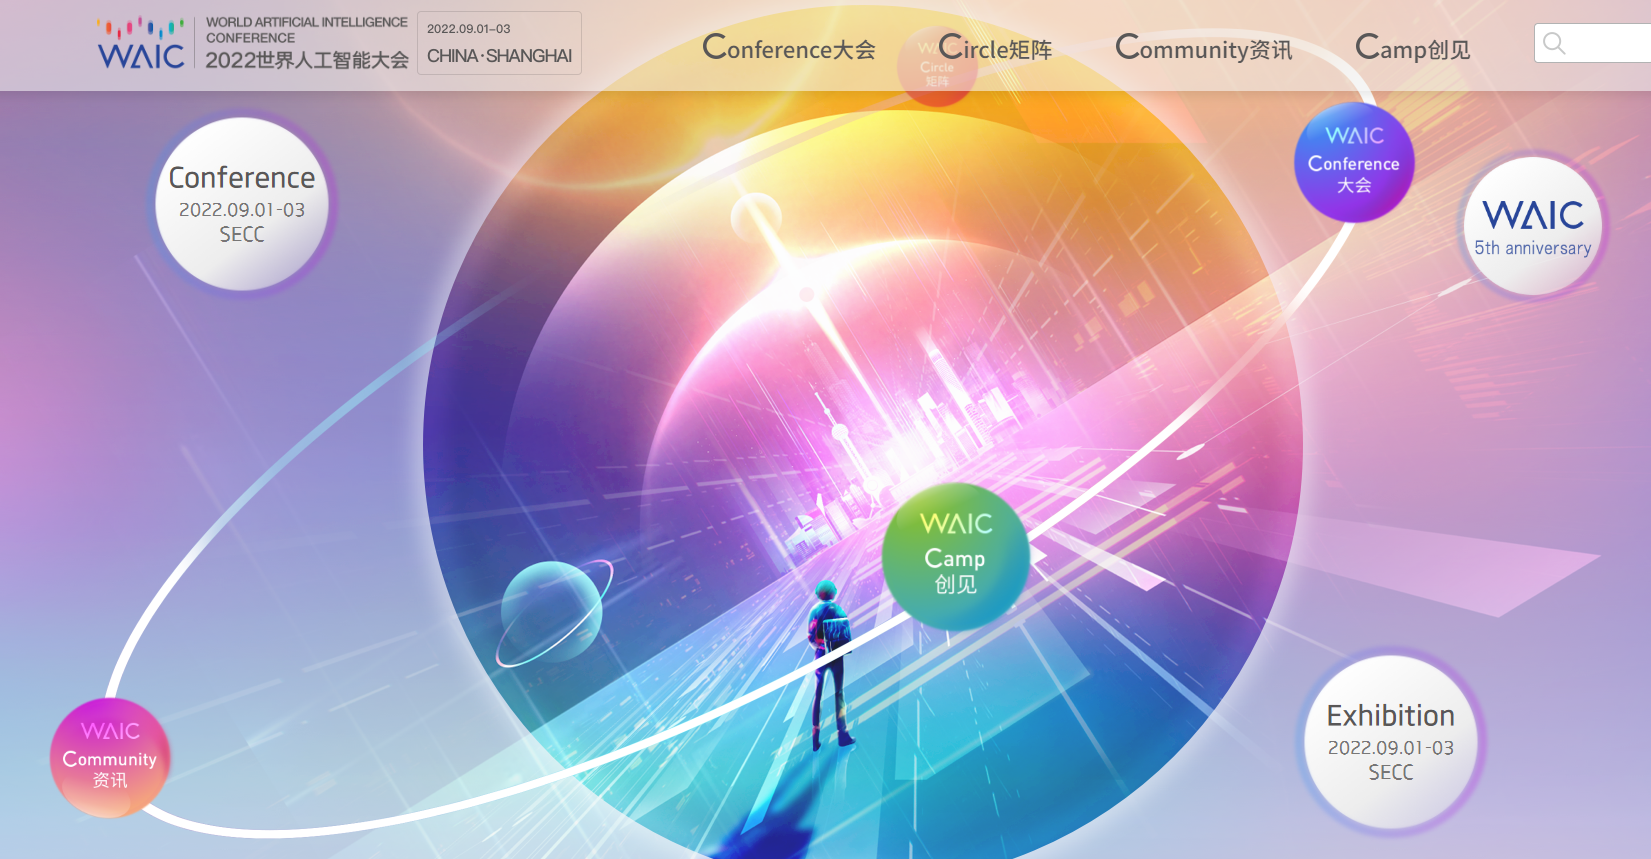 WAIC
WORLD ARTIFICIAL INTELLIGENCE
CONFERENCE
2022世界人工智能大会
2022.09.01-03
CHINA·SHANGHAI
Conference大会
Circle矩阵
Community资讯
Camp创见
WAIC
Circle
矩阵
Conference
2022.09.01-03
SECC
WAIC
Conference
大会
WAIC
5th anniversary
WAIC
Camp
创见
WAIC
Community
资讯
Exhibition
2022.09.01-03
SECC